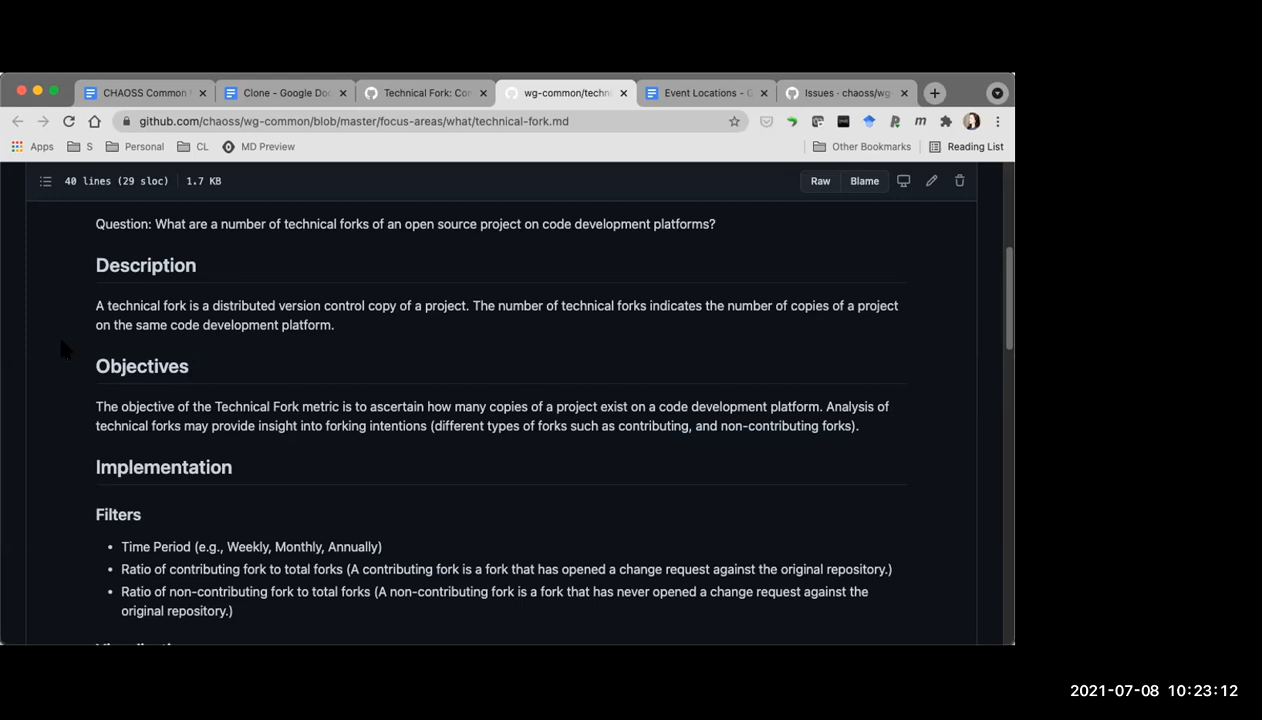 CHAOSS Common
Clone - Google Doc
Technical Fork: Con
wg-common/techn
Event Locations - G
Issues · chaoss/wg-
github.com/chaoss/wg-common/blob/master/focus-areas/what/technical-fork.md
Apps
S
Personal
CL
MD Preview
Other Bookmarks
Reading List
40 lines (29 sloc)
1.7 KB
Raw
Blame
Question: What are a number of technical forks of an open source project on code development platforms?
Description
A technical fork is a distributed version control copy of a project. The number of technical forks indicates the number of copies of a project
on the same code development platform.
Objectives
The objective of the Technical Fork metric is to ascertain how many copies of a project exist on a code development platform. Analysis of
technical forks may provide insight into forking intentions (different types of forks such as contributing, and non-contributing forks).
Implementation
Filters
• Time Period (e.g., Weekly, Monthly, Annually)
• Ratio of contributing fork to total forks (A contributing fork is a fork that has opened a change request against the original repository.)
• Ratio of non-contributing fork to total forks (A non-contributing fork is a fork that has never opened a change request against the
original repository.)
2021-07-08 10:23:12